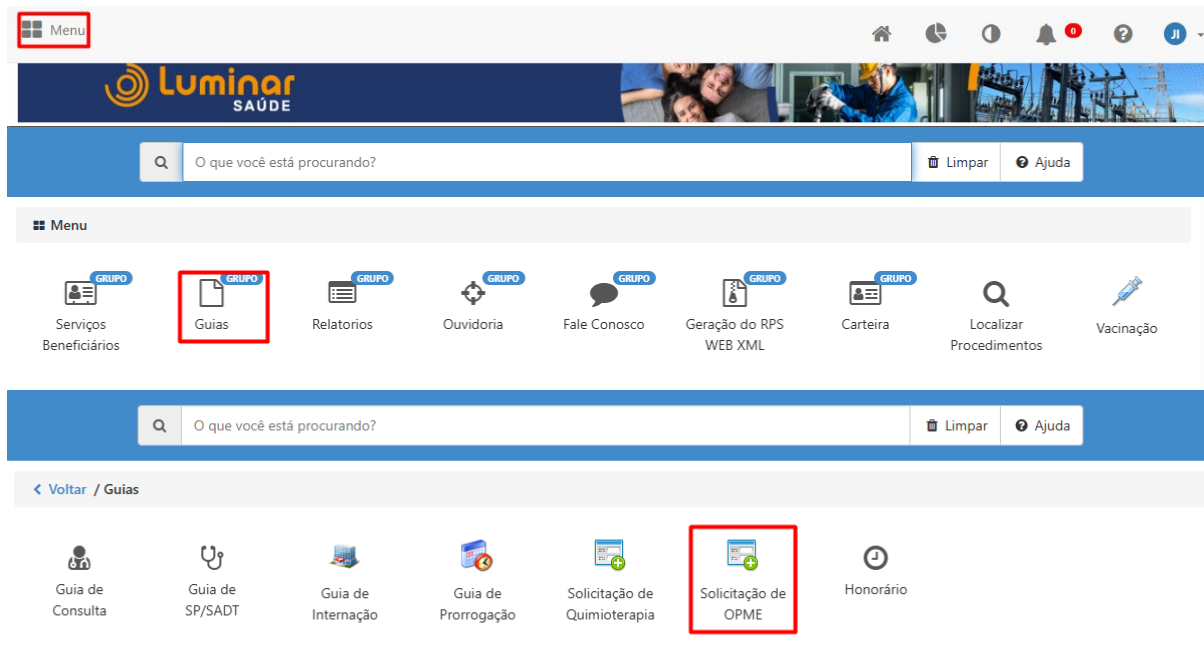 Menu
0
JI
Luminar
SAÚDE
O que você está procurando?
Limpar
Ajuda
Menu
GRUPO
GRUPO
GRUPO
GRUPO
GRUPO
GRUPO
GRUPO
Serviços
Beneficiários
Guias
Relatorios
Ouvidoria
Fale Conosco
Geração do RPS
WEB XML
Carteira
Localizar
Procedimentos
Vacinação
O que você está procurando?
Limpar
Ajuda
Voltar / Guias
Guia de
Consulta
Guia de
SP/SADT
Guia de
Internação
Guia de
Prorrogação
Solicitação de
Quimioterapia
Solicitação de
OPME
Honorário